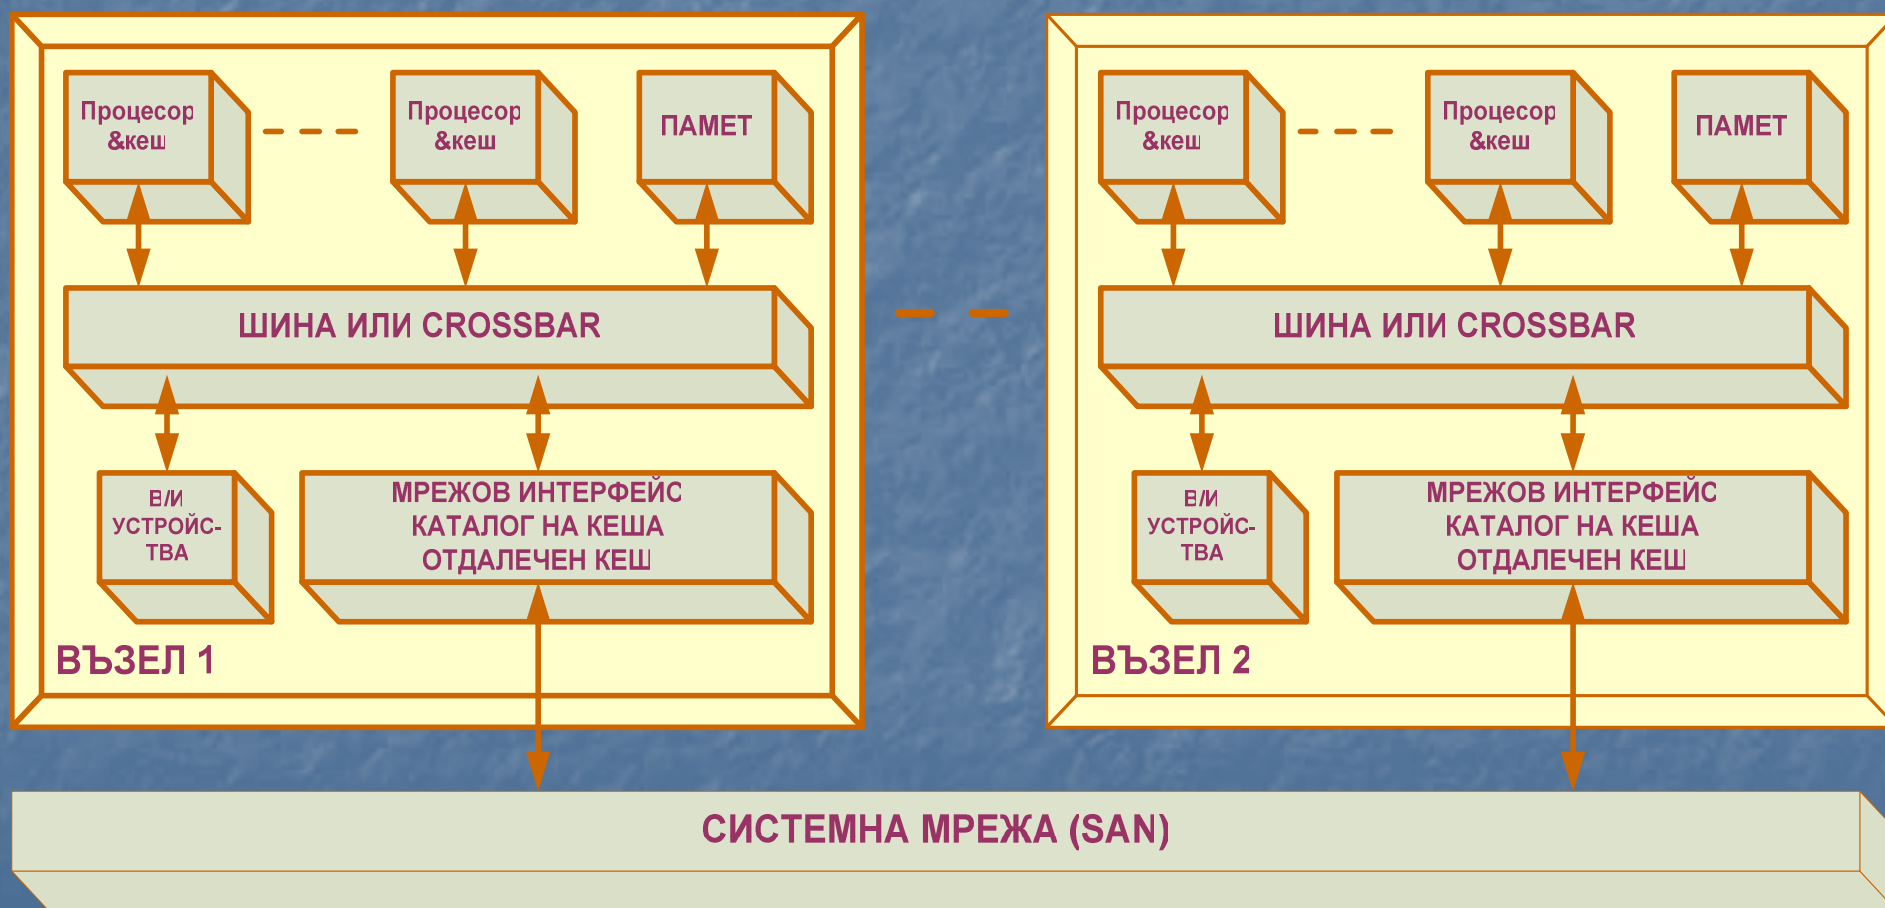 Процесор
&кеш
Процесор
&кеш
ПАМЕТ
ШИНА ИЛИ CROSSBAR
В/И
УСТРОЙС-
ТВА
МРЕЖОВ ИНТЕРФЕЙС
КАТАЛОГ НА КЕША
ОТДАЛЕЧЕН КЕШ
ВЪЗЕЛ 1
Процесор
&кеш
Процесор
&кеш
ПАМЕТ
ШИНА ИЛИ CROSSBAR
В/И
УСТРОЙС-
ТВА
МРЕЖОВ ИНТЕРФЕЙС
КАТАЛОГ НА КЕША
ОТДАЛЕЧЕН КЕШ
ВЪЗЕЛ 2
СИСТЕМНА МРЕЖА (SAN)